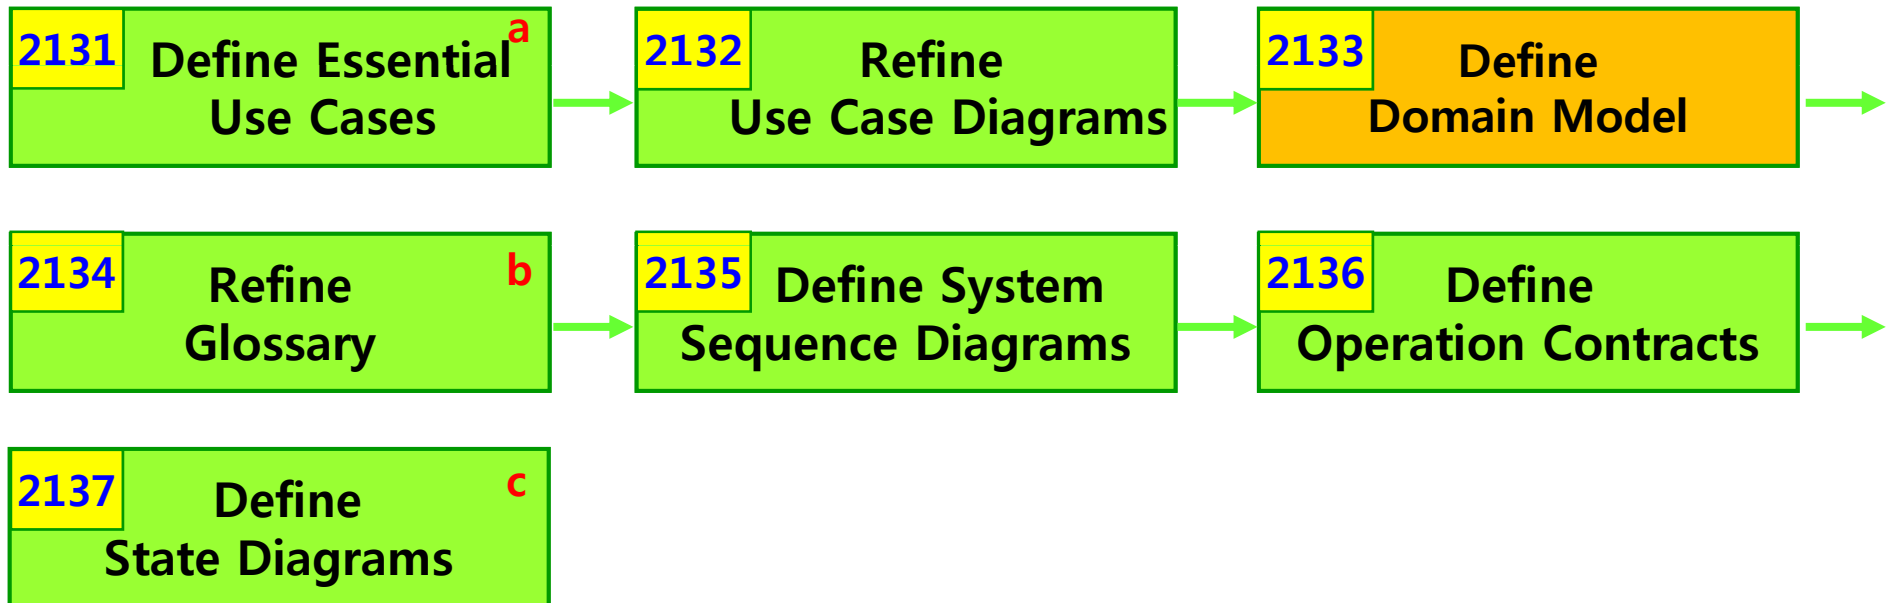 2131
a
Define Essential
Use Cases
2132
Refine
Use Case Diagrams
2133
Define
Domain Model
2134
b
Refine
Glossary
2135
Define System
Sequence Diagrams
2136
Define
Operation Contracts
2137
c
Define
State Diagrams